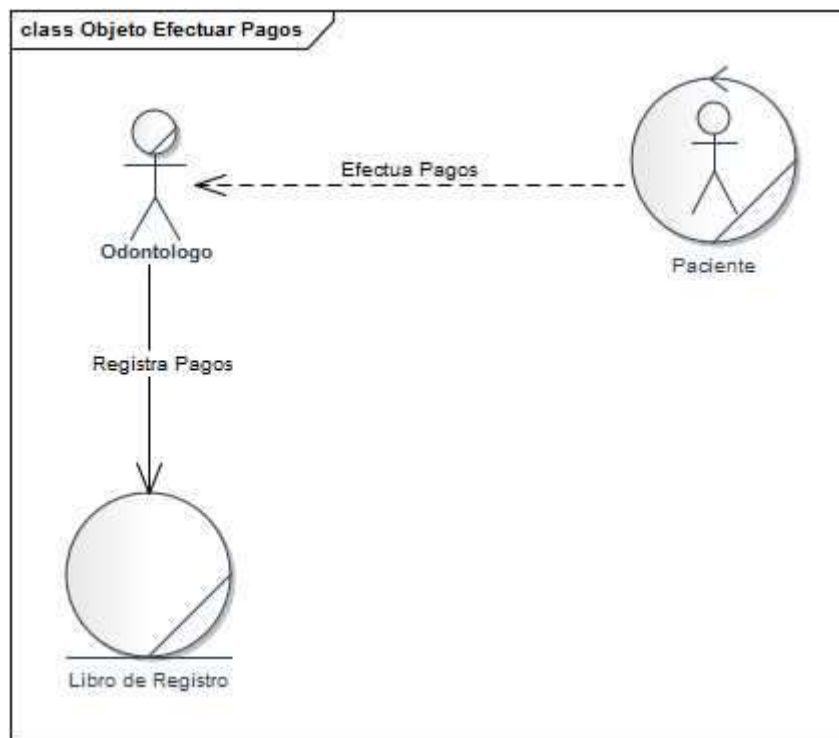 class Objeto Efectuar Pagos
Efectua Pagos
Odontologo
Paciente
Registra Pagos
Libro de Registro